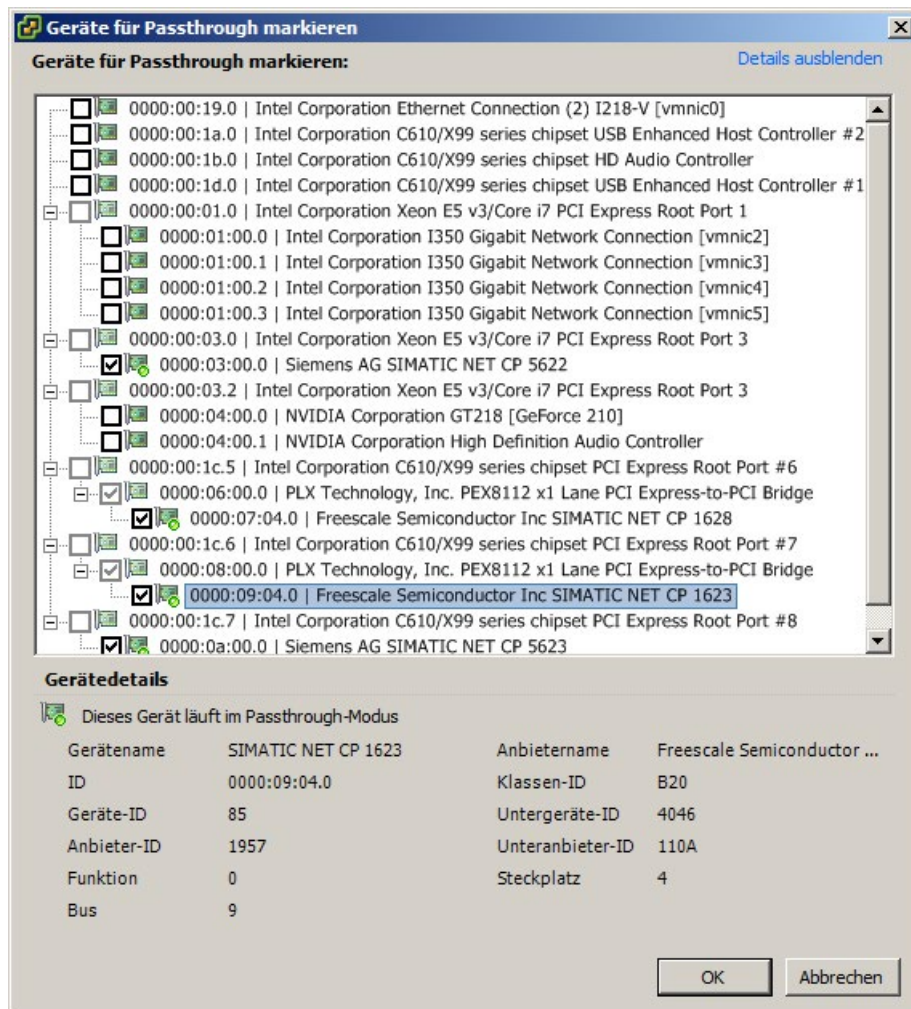 Geräte für Passthrough markieren
Geräte für Passthrough markieren: Details ausblenden
0000:00:19.0 | Intel Corporation Ethernet Connection (2) I218-V [vmnic0]
0000:00:1a.0 | Intel Corporation C610/X99 series chipset USB Enhanced Host Controller #2
0000:00:1b.0 | Intel Corporation C610/X99 series chipset HD Audio Controller
0000:00:1d.0 | Intel Corporation C610/X99 series chipset USB Enhanced Host Controller #1
0000:00:01.0 | Intel Corporation Xeon E5 v3/Core i7 PCI Express Root Port 1
0000:01:00.0 | Intel Corporation I350 Gigabit Network Connection [vmnic2]
0000:01:00.1 | Intel Corporation I350 Gigabit Network Connection [vmnic3]
0000:01:00.2 | Intel Corporation I350 Gigabit Network Connection [vmnic4]
0000:01:00.3 | Intel Corporation I350 Gigabit Network Connection [vmnic5]
0000:00:03.0 | Intel Corporation Xeon E5 v3/Core i7 PCI Express Root Port 3
0000:03:00.0 | Siemens AG SIMATIC NET CP 5622
0000:00:03.2 | Intel Corporation Xeon E5 v3/Core i7 PCI Express Root Port 3
0000:04:00.0 | NVIDIA Corporation GT218 [GeForce 210]
0000:04:00.1 | NVIDIA Corporation High Definition Audio Controller
0000:00:1c.5 | Intel Corporation C610/X99 series chipset PCI Express Root Port #6
0000:06:00.0 | PLX Technology, Inc. PEX8112 x1 Lane PCI Express-to-PCI Bridge
0000:07:04.0 | Freescale Semiconductor Inc SIMATIC NET CP 1628
0000:00:1c.6 | Intel Corporation C610/X99 series chipset PCI Express Root Port #7
0000:08:00.0 | PLX Technology, Inc. PEX8112 x1 Lane PCI Express-to-PCI Bridge
0000:09:04.0 | Freescale Semiconductor Inc SIMATIC NET CP 1623
0000:00:1c.7 | Intel Corporation C610/X99 series chipset PCI Express Root Port #8
0000:0a:00.0 | Siemens AG SIMATIC NET CP 5623
Gerätedetails
Dieses Gerät läuft im Passthrough-Modus
Gerätename SIMATIC NET CP 1623 Anbietername Freescale Semiconductor ...
ID 0000:09:04.0 Klassen-ID B20
Geräte-ID 85 Untergeräte-ID 4046
Anbieter-ID 1957 Unteranbieter-ID 110A
Funktion 0 Steckplatz 4
Bus 9
OK Abbrechen